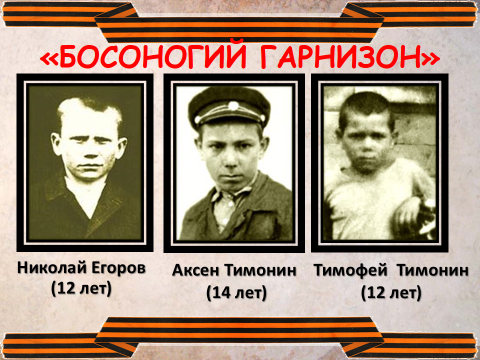 «БОСОНОГИЙ ГАРНИЗОН»
Николай Егоров
(12 лет)
Аксен Тимонин
(14 лет)
Тимофей Тимонин
(12 лет)